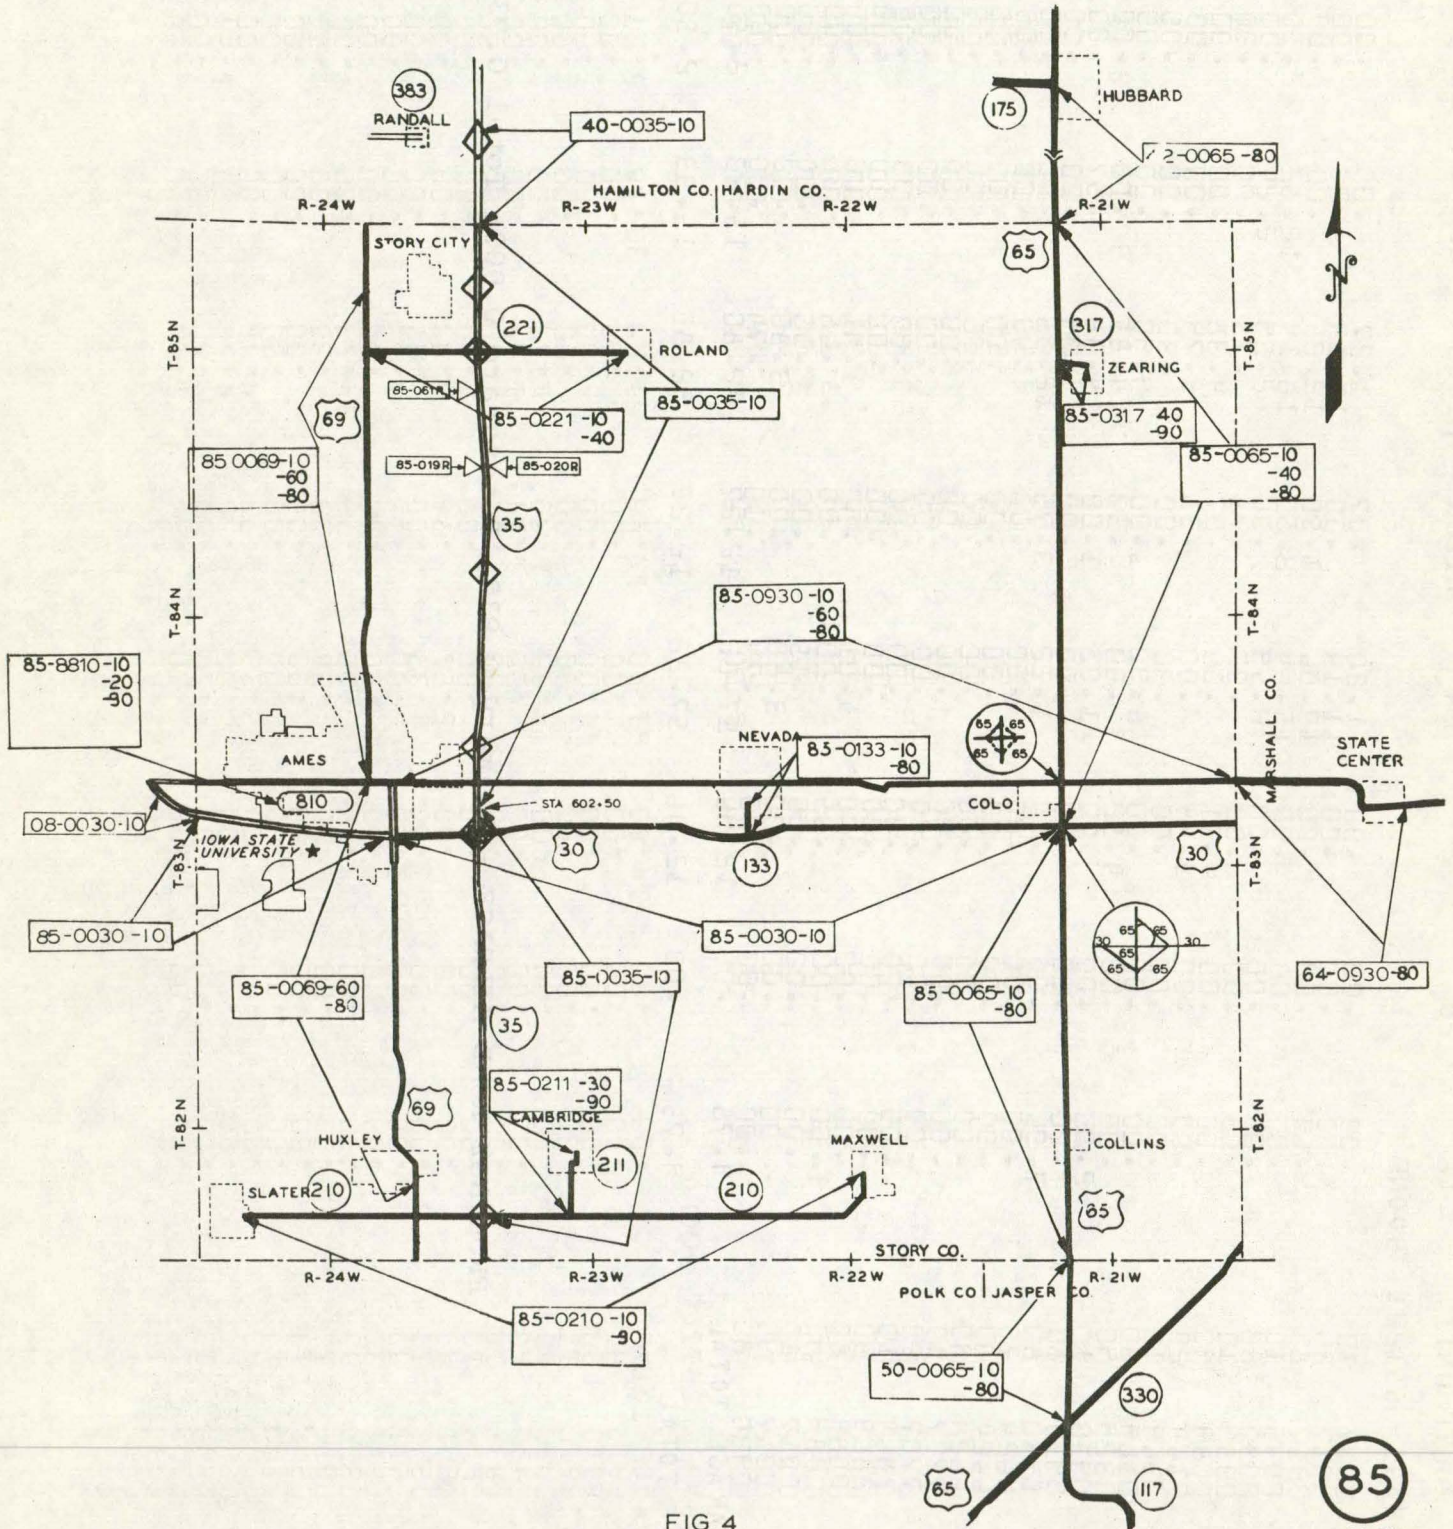 383
RANDALL
40-0035-10
175
HUBBARD
2-0065-80
HAMILTON CO. HARDIN CO.
R-24W
R-23W
R-22W
R-21W
STORY CITY
65
N
221
ROLAND
317
ZEARING
T-85N
T-85N
85-061R
85-0221-10
-40
85-0035-10
85-0317 40
-90
69
85 0069-10
-60
-80
85-019R
85-020R
85-0065-10
-40
-80
35
T-84N
T-84N
85-0930-10
-60
-80
85-8810-10
-20
-90
AMES
NEVADA
85-0133-10
-80
65 65
65 65
MARSHALL CO.
STATE
CENTER
810
STA 602+50
COLO
08-0030-10
IOWA STATE
UNIVERSITY
30
133
30
T-83N
T-83N
85-0030-10
85-0030-10
65 65
30 65 30
65 65
85-0069-60
-80
85-0035-10
85-0065-10
-80
64-0930-80
35
85-0211-30
-90
69
CAMBRIDGE
T-82N
HUXLEY
211
MAXWELL
COLLINS
T-82N
SLATER
210
210
65
STORY CO.
R-24W
R-23W
R-22W
R-21W
POLK CO JASPER CO.
85-0210-10
-90
50-0065-10
-80
330
65
117
85
FIG 4